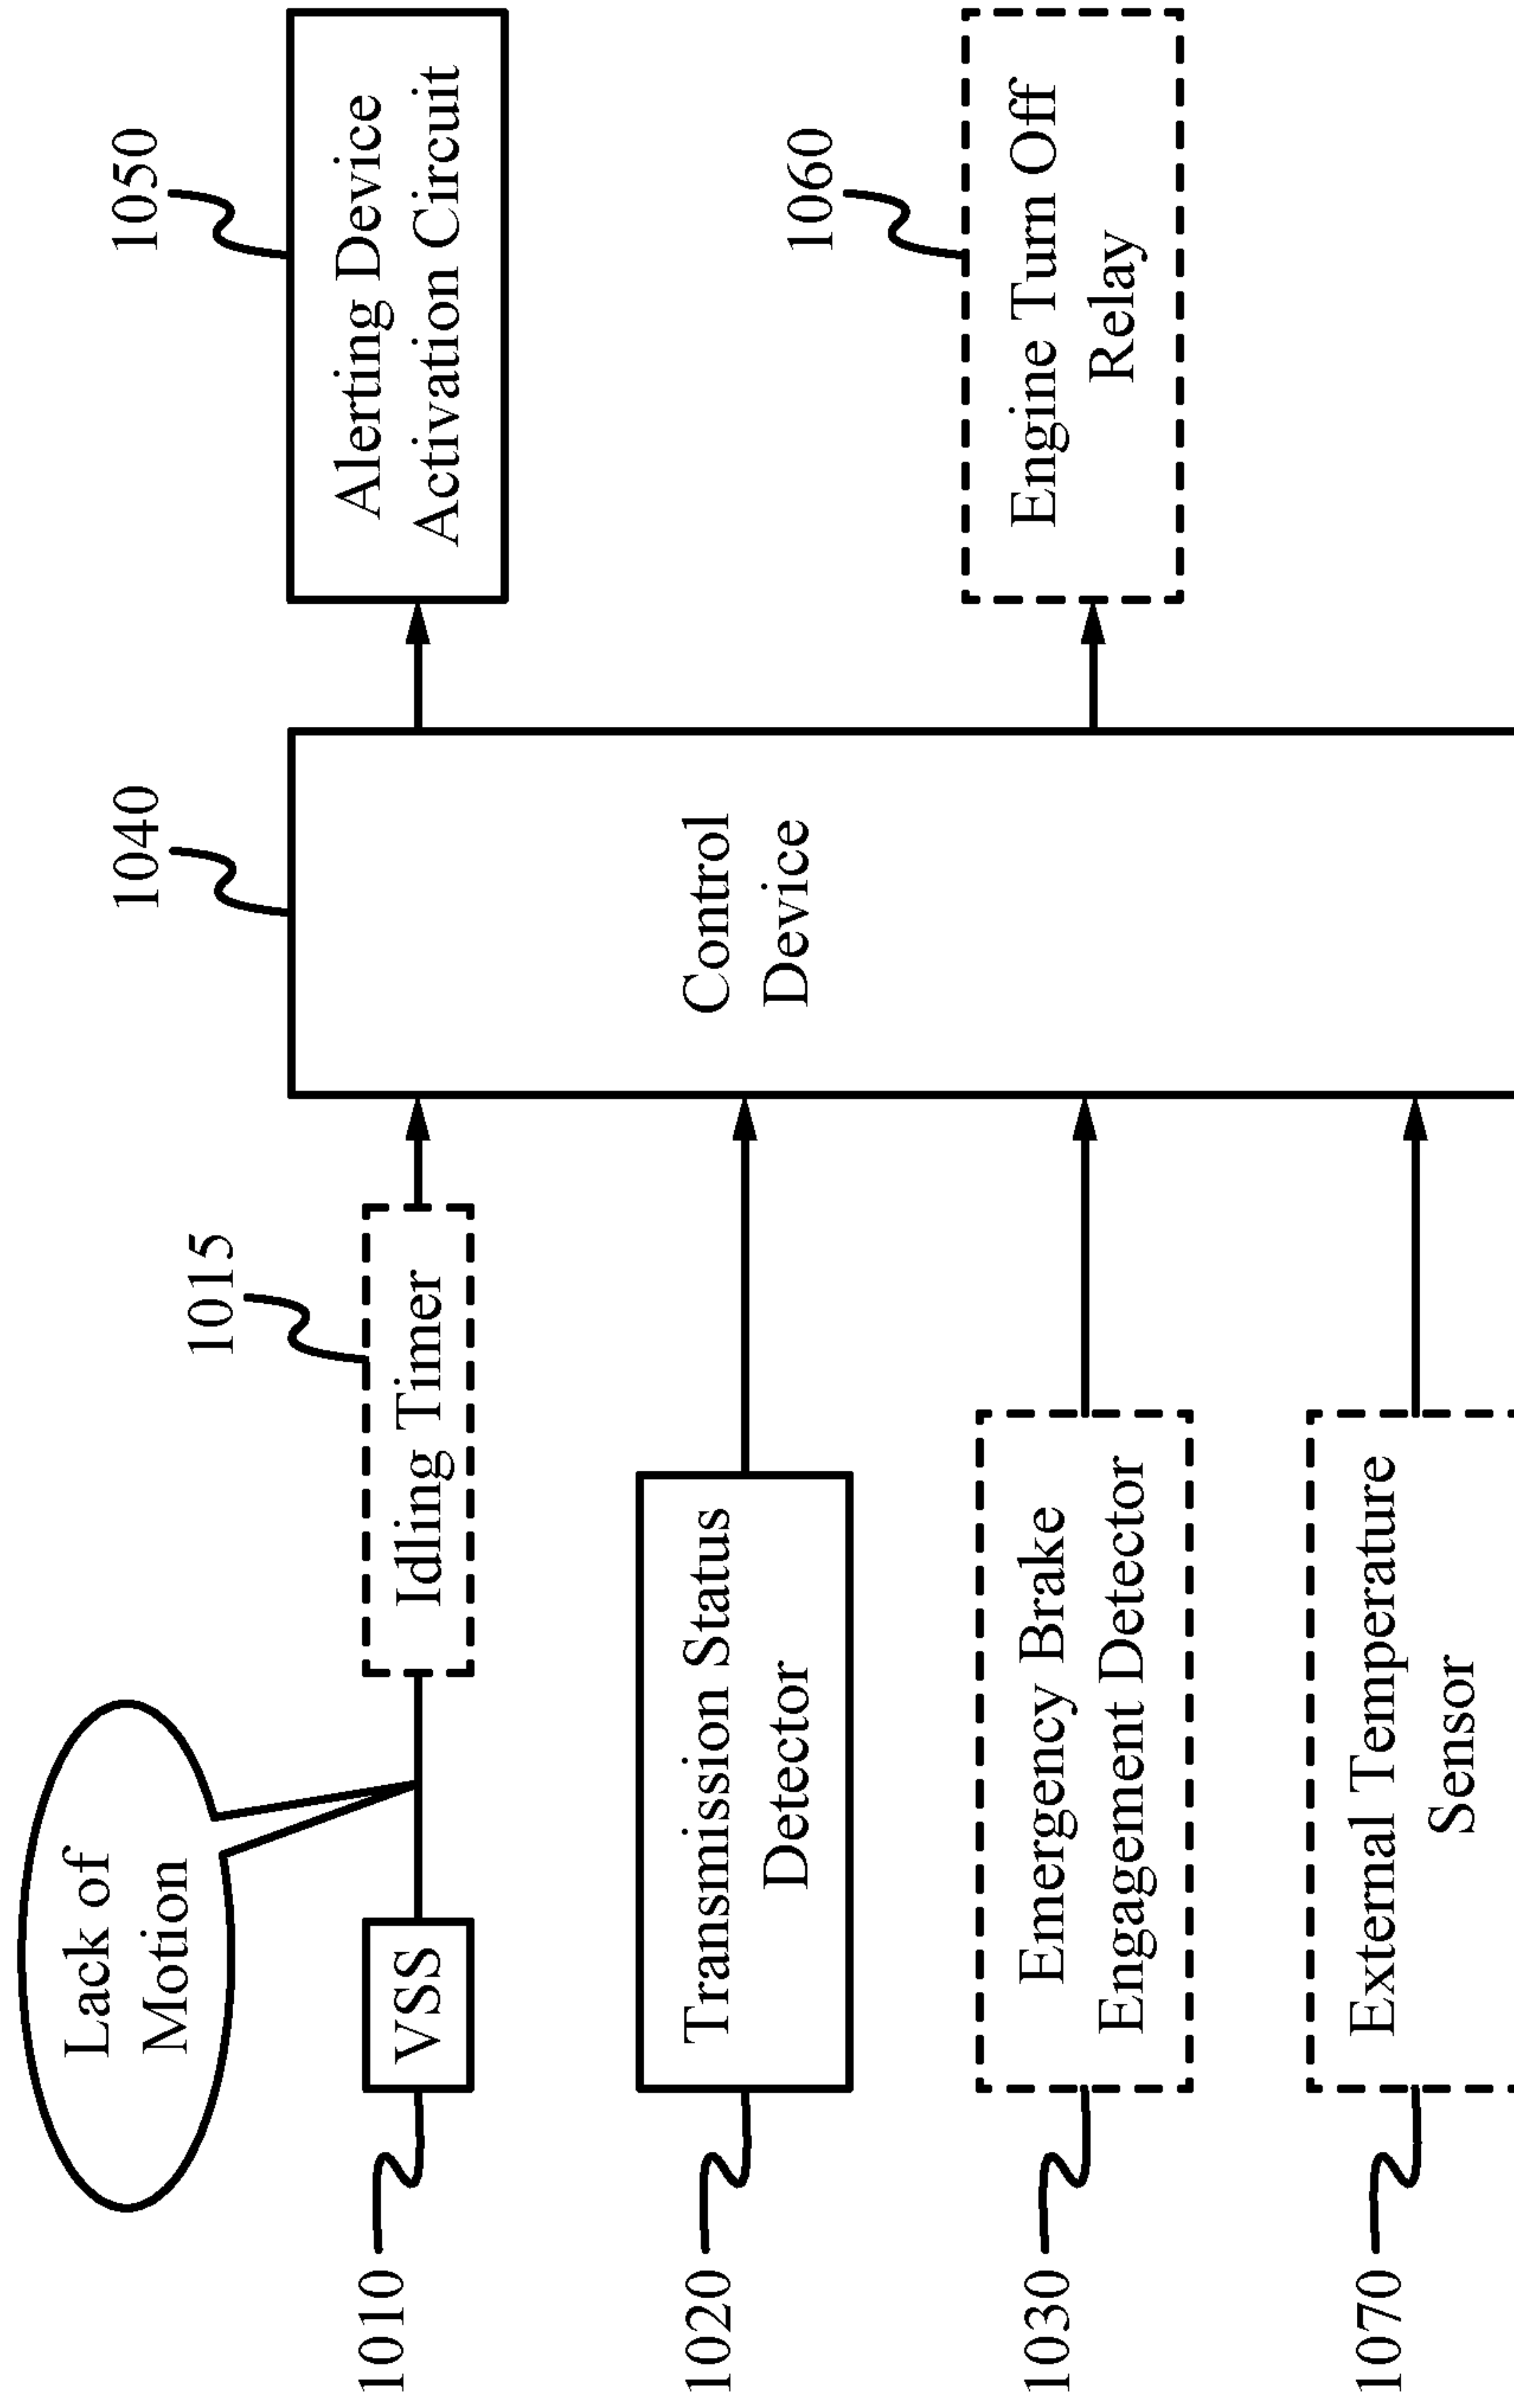 Lack of
Motion
1010
VSS
1015
Idling Timer
1040
Control
Device
1050
Alerting Device
Activation Circuit
1020
Transmission Status
Detector
1060
Engine Turn Off
Relay
1030
Emergency Brake
Engagement Detector
1070
External Temperature
Sensor